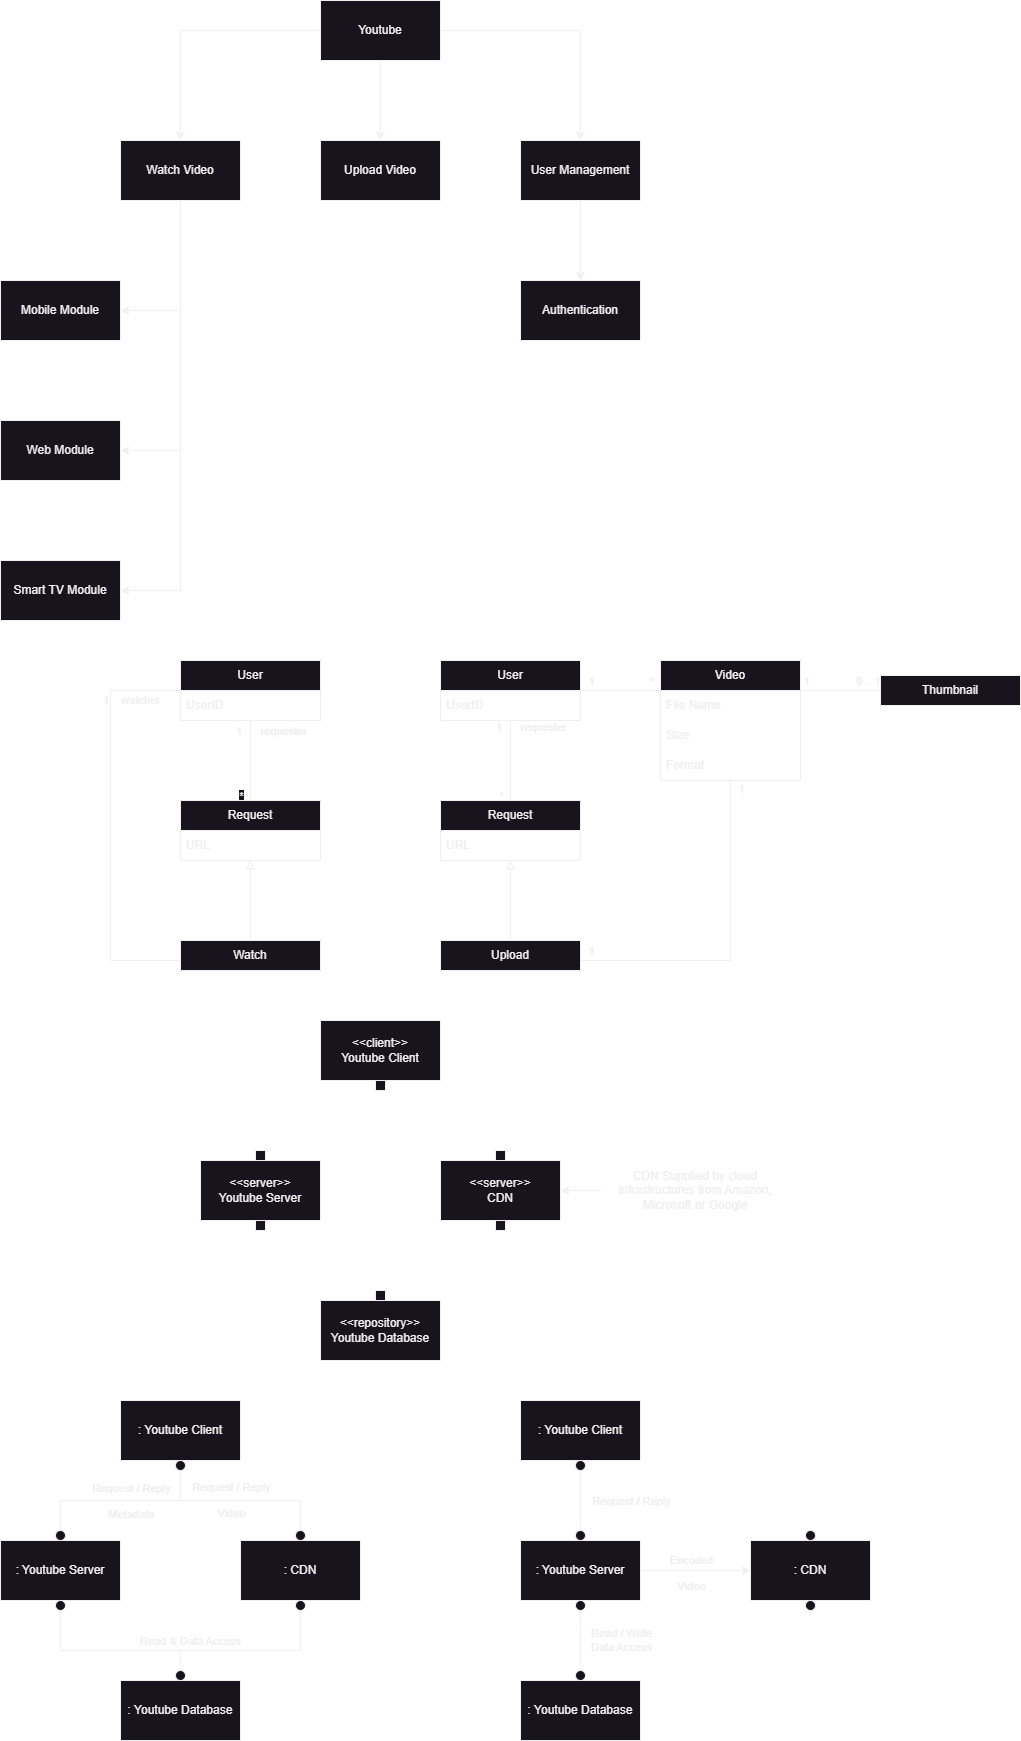 Youtube
Watch Video
Upload Video
User Management
Mobile Module
Authentication
Web Module
Smart TV Module
User
User
Video
Thumbnail
1
watcher
UserID
UserID
1
*
File Name
1
0 .. 1
1
requester
1
requester
Size
Format
*
*
1
Request
Request
URL
URL
Watch
Upload
1
<<client>>
Youtube Client
<<server>>
Youtube Server
<<server>>
CDN
CDN Supplied by cloud
infrastructures from Amazon,
Microsoft or Google
<<repository>>
Youtube Database
: Youtube Client
: Youtube Client
Request / Reply
Metadata
Request / Reply
Video
Request / Reply
: Youtube Server
: CDN
: Youtube Server
Encoded
Video
: CDN
Read & Data Access
Read / Write
Data Access
: Youtube Database
: Youtube Database